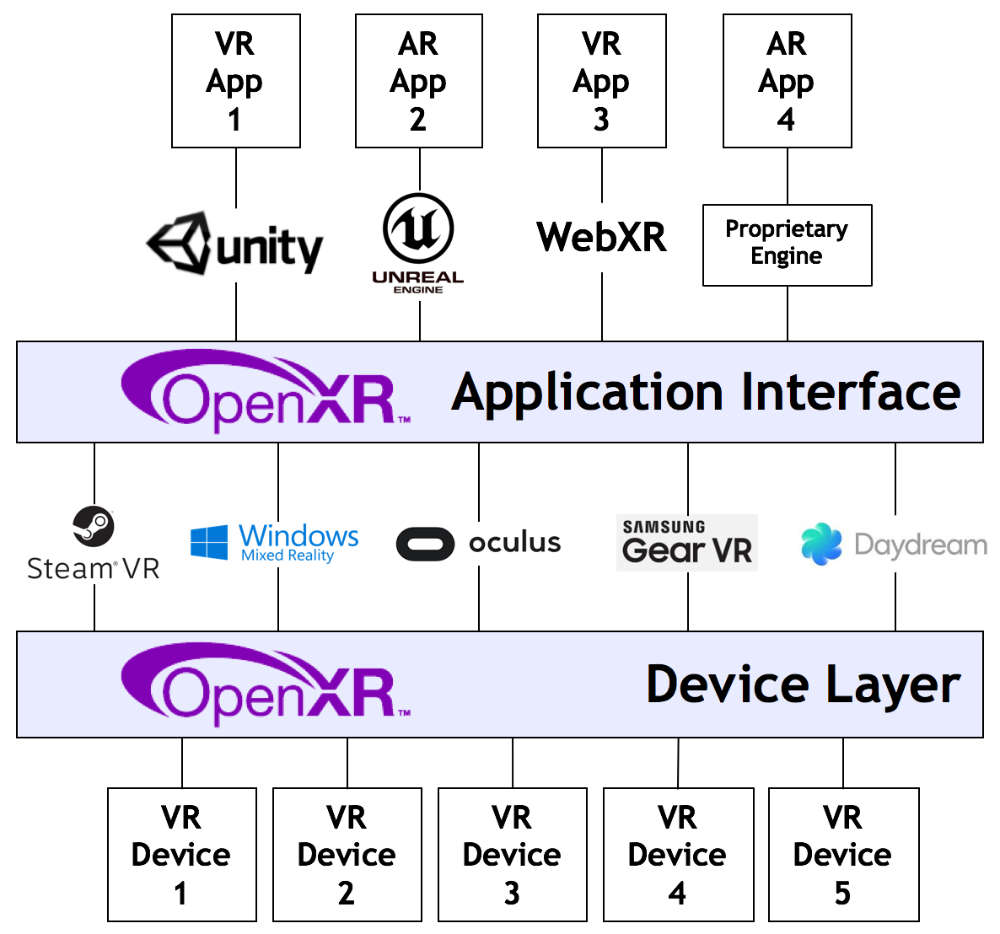 VR
App
1
AR
App
2
VR
App
3
AR
App
4
unity
UNREAL
ENGINE
WebXR
Proprietary
Engine
OpenXR™ Application Interface
Steam®VR
Windows
Mixed Reality
oculus
SAMSUNG
Gear VR
Daydream
OpenXR™ Device Layer
VR
Device
1
VR
Device
2
VR
Device
3
VR
Device
4
VR
Device
5